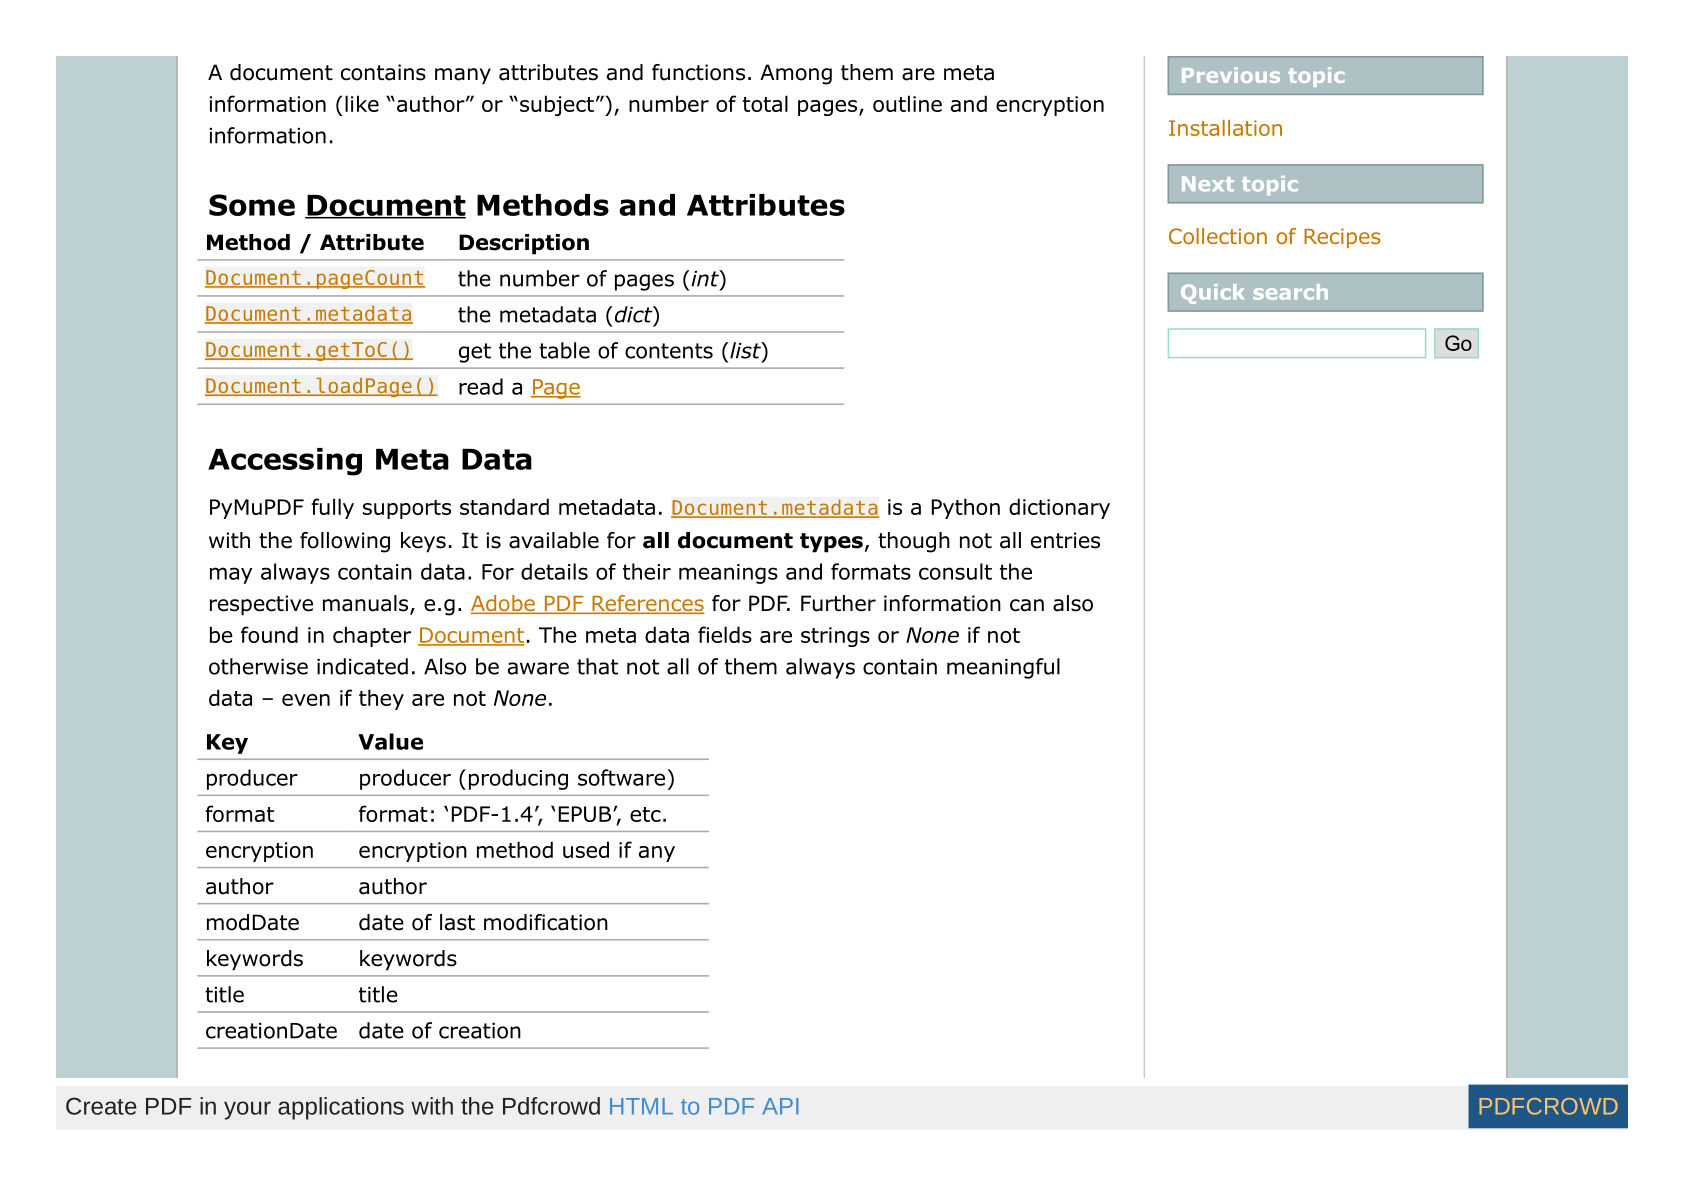 A document contains many attributes and functions. Among them are meta
information (like “author” or “subject”), number of total pages, outline and encryption
information.
Some Document Methods and Attributes
Method / Attribute Description
Document.pageCount the number of pages (int)
Document.metadata the metadata (dict)
Document.getToC() get the table of contents (list)
Document.loadPage() read a Page
Accessing Meta Data
PyMuPDF fully supports standard metadata. Document.metadata is a Python dictionary
with the following keys. It is available for all document types, though not all entries
may always contain data. For details of their meanings and formats consult the
respective manuals, e.g. Adobe PDF References for PDF. Further information can also
be found in chapter Document. The meta data fields are strings or None if not
otherwise indicated. Also be aware that not all of them always contain meaningful
data – even if they are not None.
Key Value
producer producer (producing software)
format format: ‘PDF-1.4’, ‘EPUB’, etc.
encryption encryption method used if any
author author
modDate date of last modification
keywords keywords
title title
creationDate date of creation
Previous topic
Installation
Next topic
Collection of Recipes
Quick search
Go
Create PDF in your applications with the Pdfcrowd HTML to PDF API
PDFCROWD